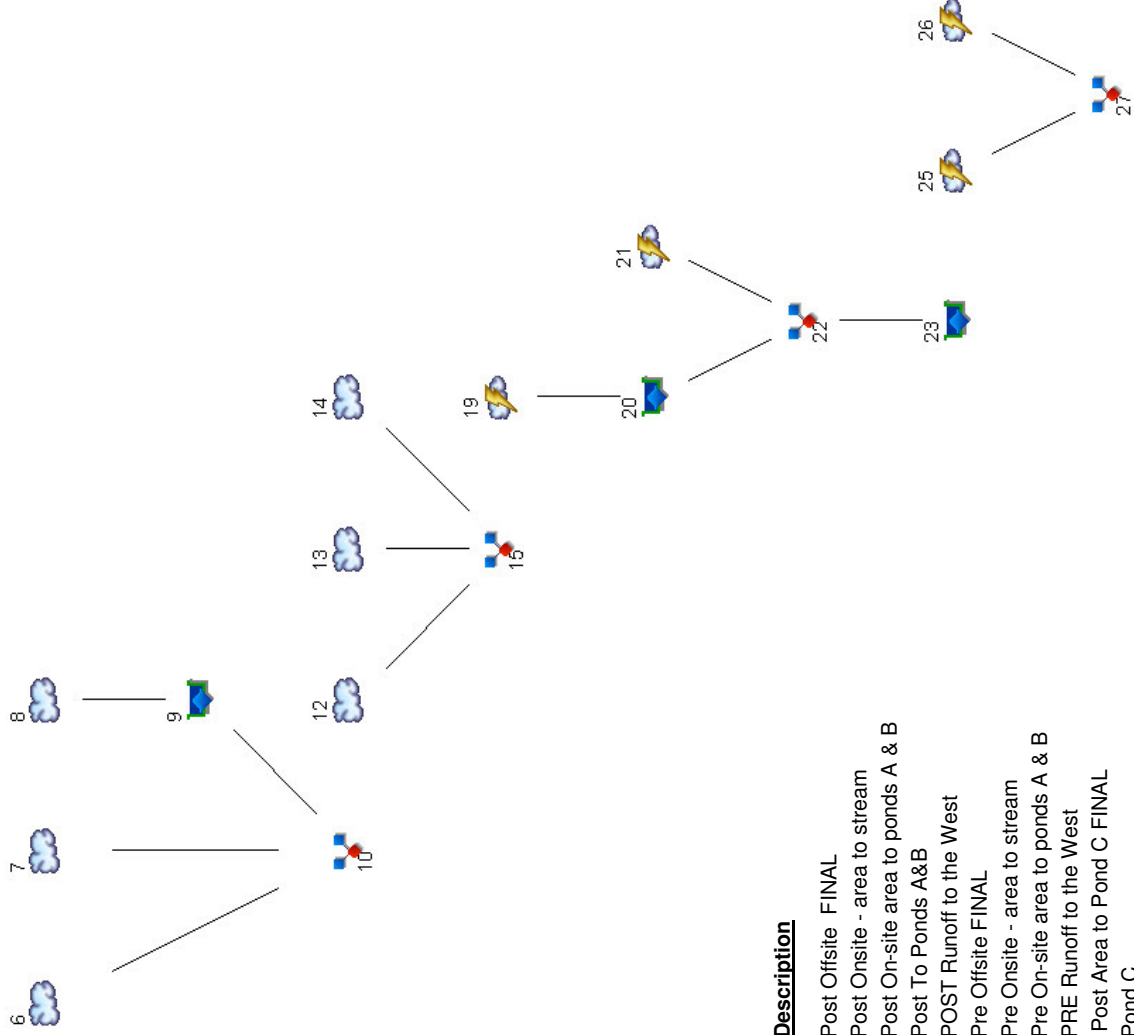 6
7
8
9
10
12
13
14
15
19
20
21
22
23
25
26
27
Description
Post Offsite FINAL
Post Onsite - area to stream
Post On-site area to ponds A & B
Post To Ponds A&B
POST Runoff to the West
Pre Offsite FINAL
Pre Onsite - area to stream
Pre On-site area to ponds A & B
PRE Runoff to the West
Post Area to Pond C FINAL
Pond C